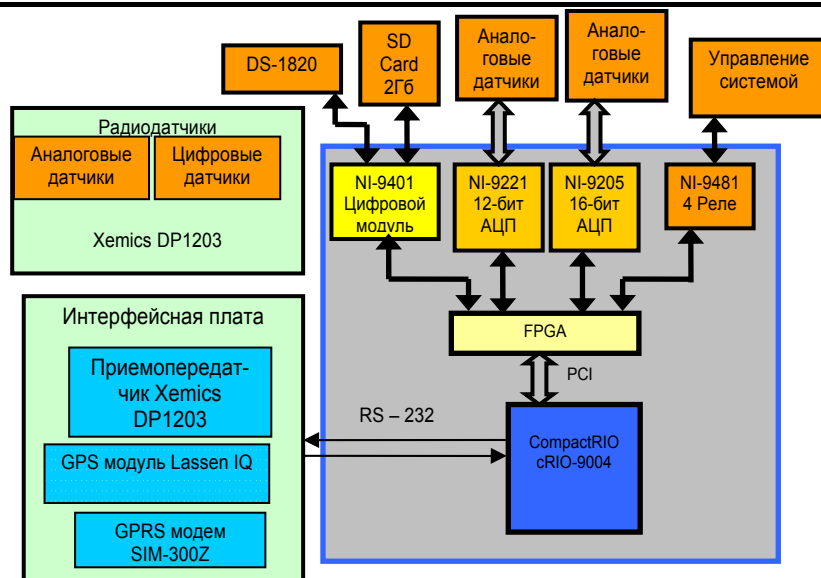 DS-1820
SD
Card
2Гб
Анало-
говые
датчики
Анало-
говые
датчики
Управление
системой
Радиодатчики
Аналоговые
датчики
Цифровые
датчики
Xemics DP1203
NI-9401
Цифровой
модуль
NI-9221
12-бит
АЦП
NI-9205
16-бит
АЦП
NI-9481
4 Реле
FPGA
PCI
Интерфейсная плата
Приемопередат-
чик Xemics
DP1203
GPS модуль Lassen IQ
GPRS модем
SIM-300Z
RS – 232
CompactRIO
cRIO-9004